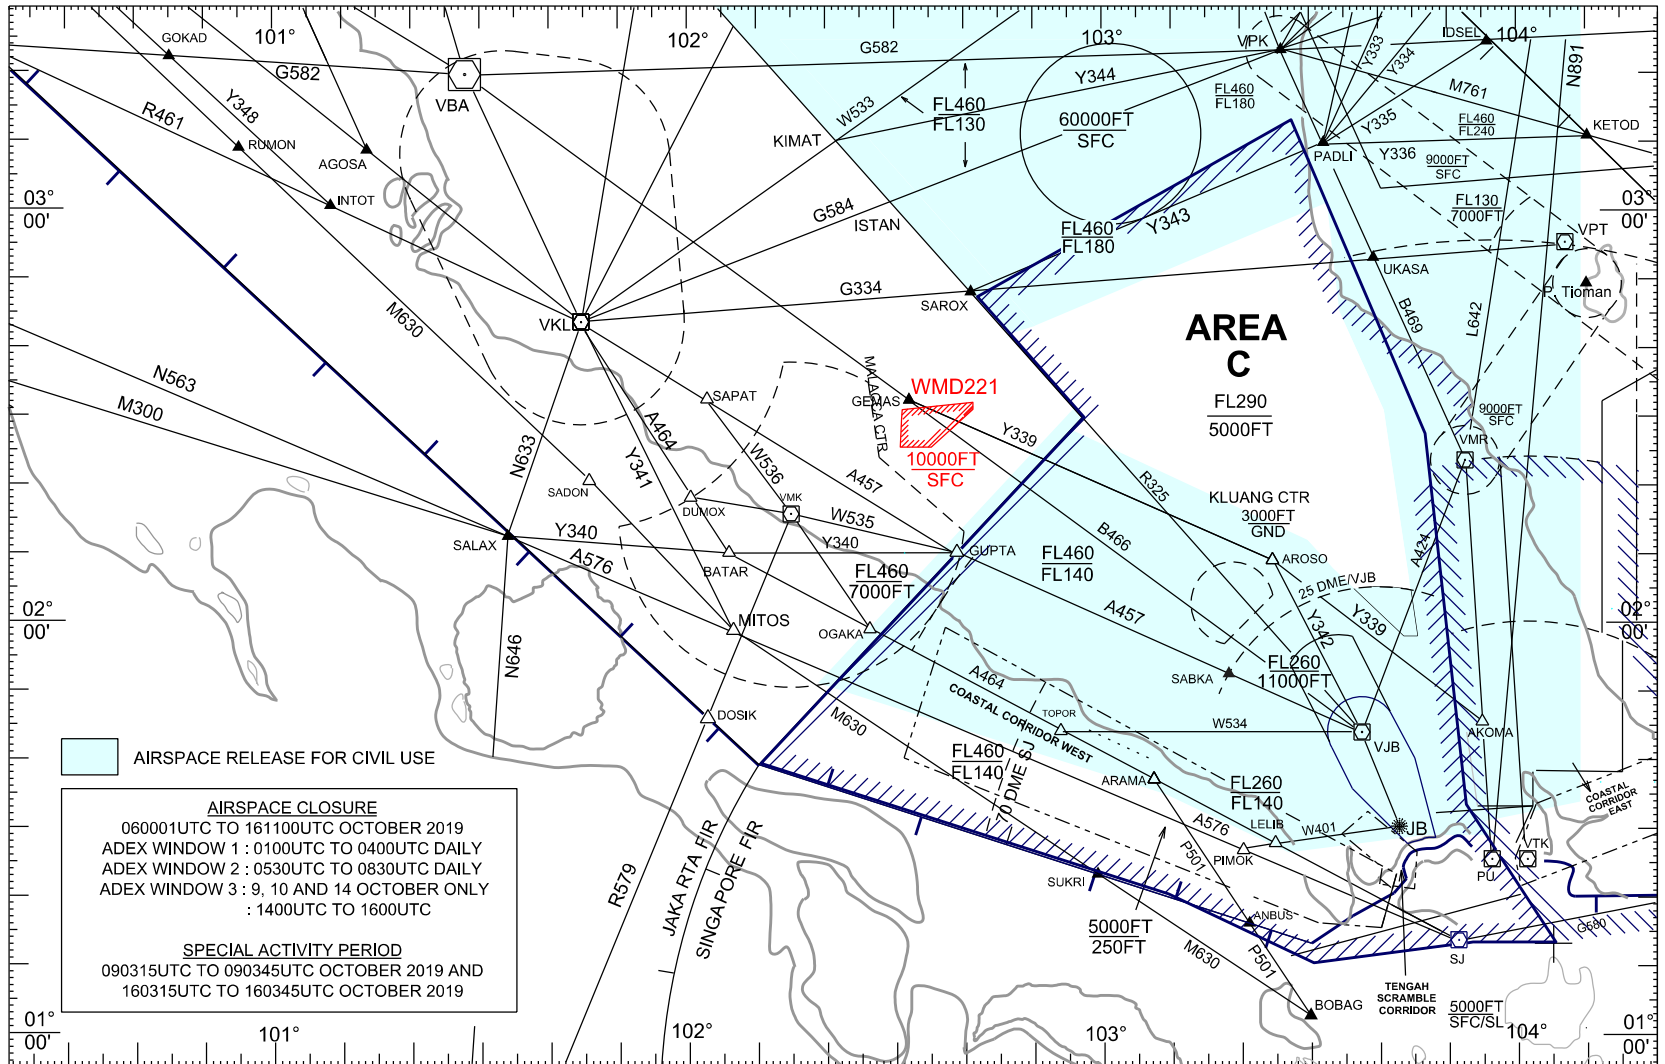 GOKAD
101°
102°
103°
VPK
IDSEL
104°
G582
G582
VBA
Y348
R461
RUMON
AGOSA
INTOT
W533
KIMAT
FL460
FL130
Y344
60000FT
SFC
FL460
FL180
Y333
Y334
N891
M761
Y335
FL460
FL240
KETOD
PADLI
Y336
9000FT
SFC
03°
00'
03°
00'
G584
ISTAN
FL460
FL180
Y343
FL130
7000FT
VPT
UKASA
P
Tioman
M630
VKL
G334
SAROX
B469
L642
AREA
C
FL290
5000FT
N563
M300
MALACCA CTR
WMD221
GEMAS
10000FT
SFC
SAPAT
A464
N633
Y341
W536
A457
Y339
9000FT
SFC
VMR
R325
SADON
DUMOX
VMK
W535
KLUANG CTR
3000FT
GND
B466
A424
SALAX
Y340
Y340
BATAR
GUPTA
A576
FL460
7000FT
FL460
FL140
AROSO
25 DME/VJB
02°
00'
02°
00'
MITOS
OGAKA
A457
Y342
Y339
N646
A464
COASTAL CORRIDOR WEST
SABKA
FL260
11000FT
DOSIK
M630
TOPOR
W534
VJB
AKOMA
FL460
FL140
70 DME SJ
ARAMA
FL260
FL140
COASTAL
CORRIDOR
EAST
AIRSPACE RELEASE FOR CIVIL USE
AIRSPACE CLOSURE
060001UTC TO 161100UTC OCTOBER 2019
ADEX WINDOW 1 : 0100UTC TO 0400UTC DAILY
ADEX WINDOW 2 : 0530UTC TO 0830UTC DAILY
ADEX WINDOW 3 : 9, 10 AND 14 OCTOBER ONLY
: 1400UTC TO 1600UTC
SPECIAL ACTIVITY PERIOD
090315UTC TO 090345UTC OCTOBER 2019 AND
160315UTC TO 160345UTC OCTOBER 2019
A576
LELIB
W401
JB
PIMOK
P501
VTK
PU
R579
JAKARTA FIR
SINGAPORE FIR
SUKRI
5000FT
250FT
ANBUS
M630
P501
G580
SJ
BOBAG
TENGAH
SCRAMBLE
CORRIDOR
5000FT
SFC/SL
01°
00'
101°
102°
103°
104°
01°
00'